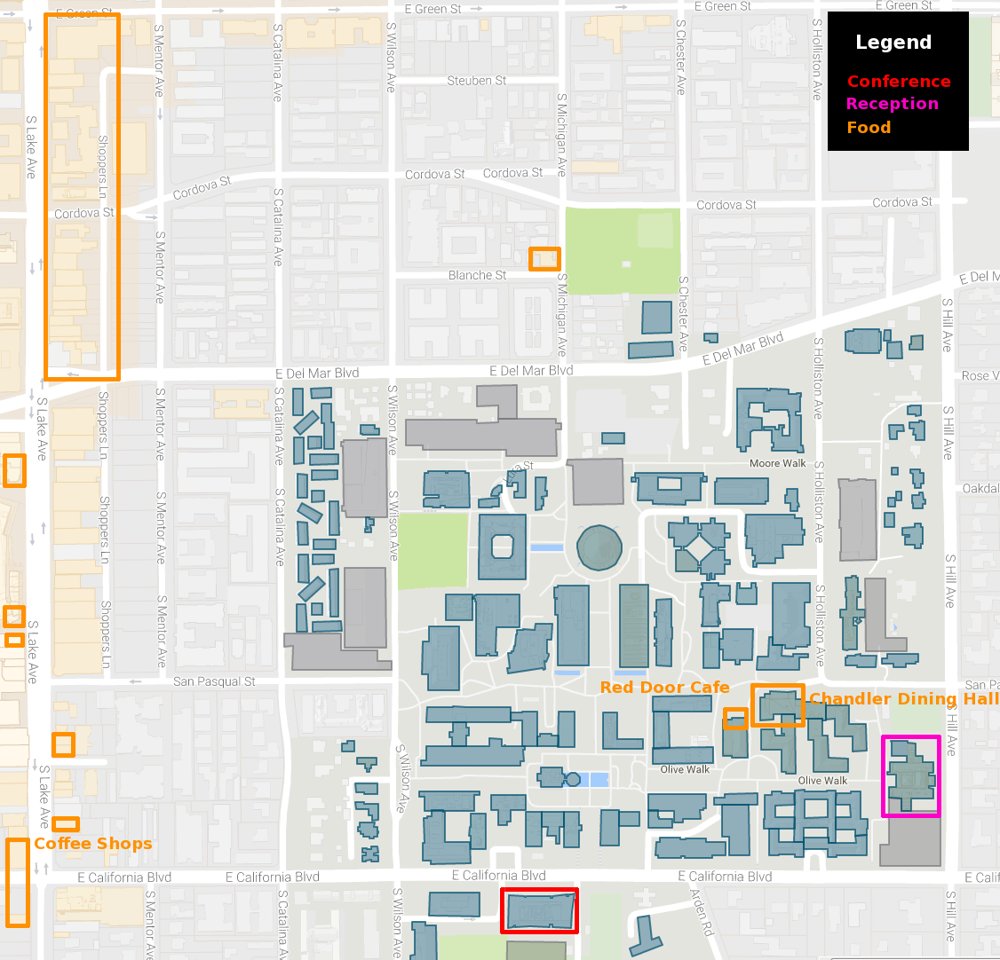 E Green St
E Green St
E Green St
E Green St
Legend
Conference
Reception
Food
S Mentor Ave
S Catalina Ave
S Wilson Ave
S Chester Ave
S Holliston Ave
Steuben St
S Michigan Ave
S Lake Ave
Shoppers Ln
Cordova St
Cordova St
Cordova St
Cordova St
Cordova St
Cordova St
S Mentor Ave
S Catalina Ave
Blanche St
S Michigan Ave
S Chester Ave
E Del M
S Hill Ave
E Del Mar Blvd
E Del Mar Blvd
E Del Mar Blvd
S Holliston Ave
Rose V
S Lake Ave
Shoppers Ln
S Mentor Ave
S Catalina Ave
S Wilson Ave
S Hill Ave
Moore Walk
Lura St
Oakdal
Shoppers Ln
S Mentor Ave
S Catalina Ave
S Wilson Ave
S Holliston Ave
S Hill Ave
S Lake Ave
Shoppers Ln
S Mentor Ave
S Holliston Ave
San Pasqual St
San Pa
Red Door Cafe
Chandler Dining Hall
S Hill Ave
S Lake Ave
S Wilson Ave
Olive Walk
Olive Walk
Coffee Shops
E California Blvd
E California Blvd
E California Blvd
E California Blvd
E Calif
S Mentor Ave
S Catalina Av
S Wilson Ave
Arden Rd
S Hill Ave